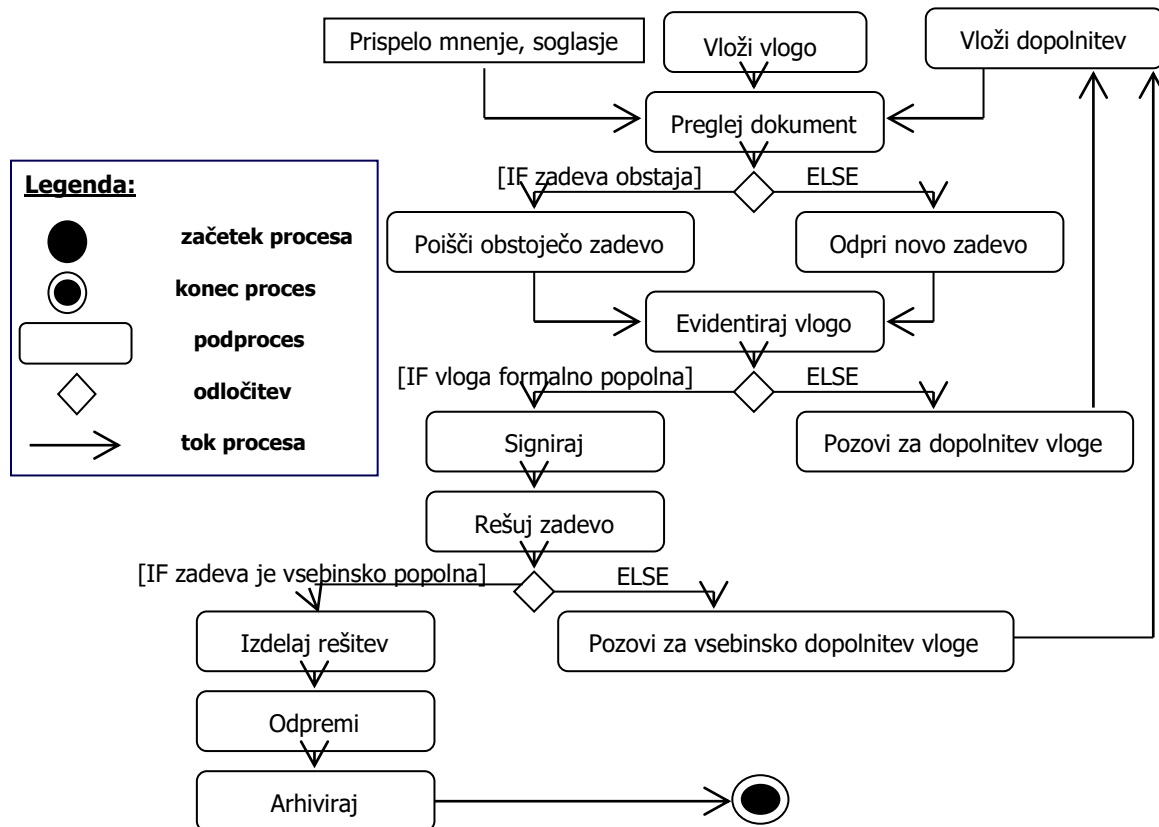 Prispelo mnenje, soglasje
Vloži vlogo
Vloži dopolnitev
Preglej dokument
[IF zadeva obstaja]
ELSE
Poišči obstoječo zadevo
Odpri novo zadevo
Evidentiraj vlogo
[IF vloga formalno popolna]
ELSE
Signiraj
Pozovi za dopolnitev vloge
Rešuj zadevo
[IF zadeva je vsebinsko popolna]
ELSE
Izdelaj rešitev
Pozovi za vsebinsko dopolnitev vloge
Odpremi
Arhiviraj
Legenda:
začetek procesa
konec proces
podproces
odločitev
tok procesa